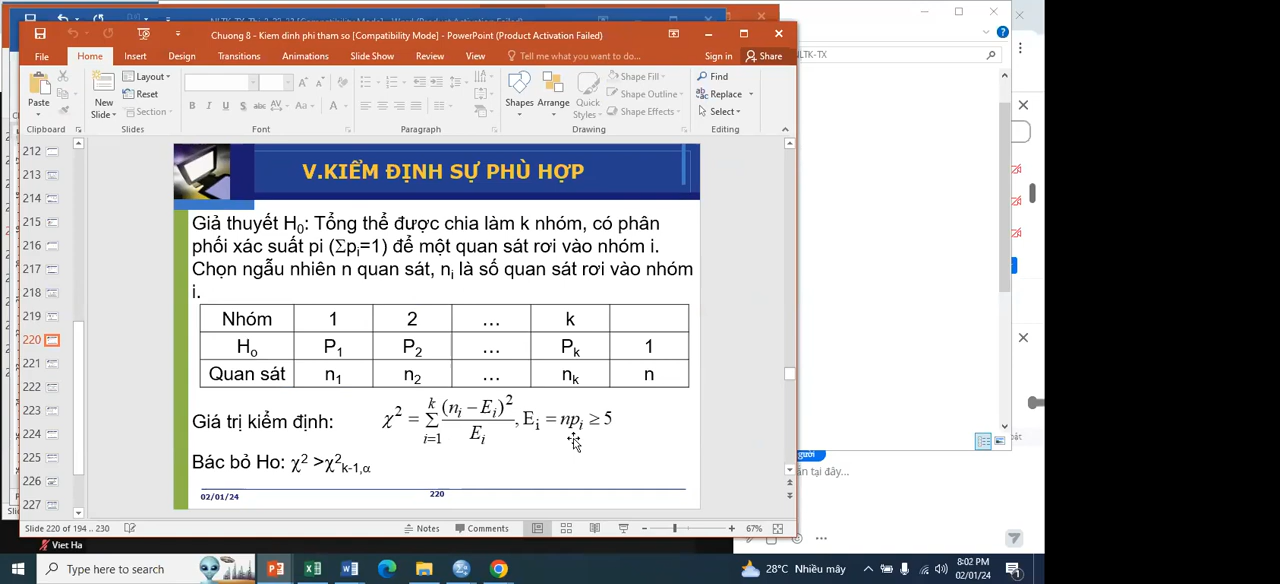 Chuong 8 - Kiem dinh phi tham so [Compatibility Mode] - PowerPoint (Product Activation Failed)
File Home Insert Design Transitions Animations Slide Show Review View Tell me what you want to do... Sign in Share
Paste
New Slide
Layout
Reset
Section
Shapes Arrange Quick Styles
Shape Fill
Shape Outline
Shape Effects
Find
Replace
Select
Clipboard Slides Font Paragraph Drawing Editing
NLTK-TX
212
213
214
215
216
217
218
219
220
221
222
223
224
225
226
227
V.KIỂM ĐỊNH SỰ PHÙ HỢP
Giả thuyết H0: Tổng thể được chia làm k nhóm, có phân
phối xác suất pi (Σpi=1) để một quan sát rơi vào nhóm i.
Chọn ngẫu nhiên n quan sát, ni là số quan sát rơi vào nhóm
i.
Nhóm 1 2 … k
Ho P1 P2 … Pk 1
Quan sát n1 n2 … nk n
Giá trị kiểm định: χ² = Σ(i=1 → k) (ni − Ei)² / Ei , Ei = npi ≥ 5
Bác bỏ Ho: χ² >χ²k-1,α
02/01/24 220
Slide 220 of 194 .. 230 Notes Comments 67%
Viet Ha
Type here to search
28°C Nhiều mây
8:02 PM
02/01/24